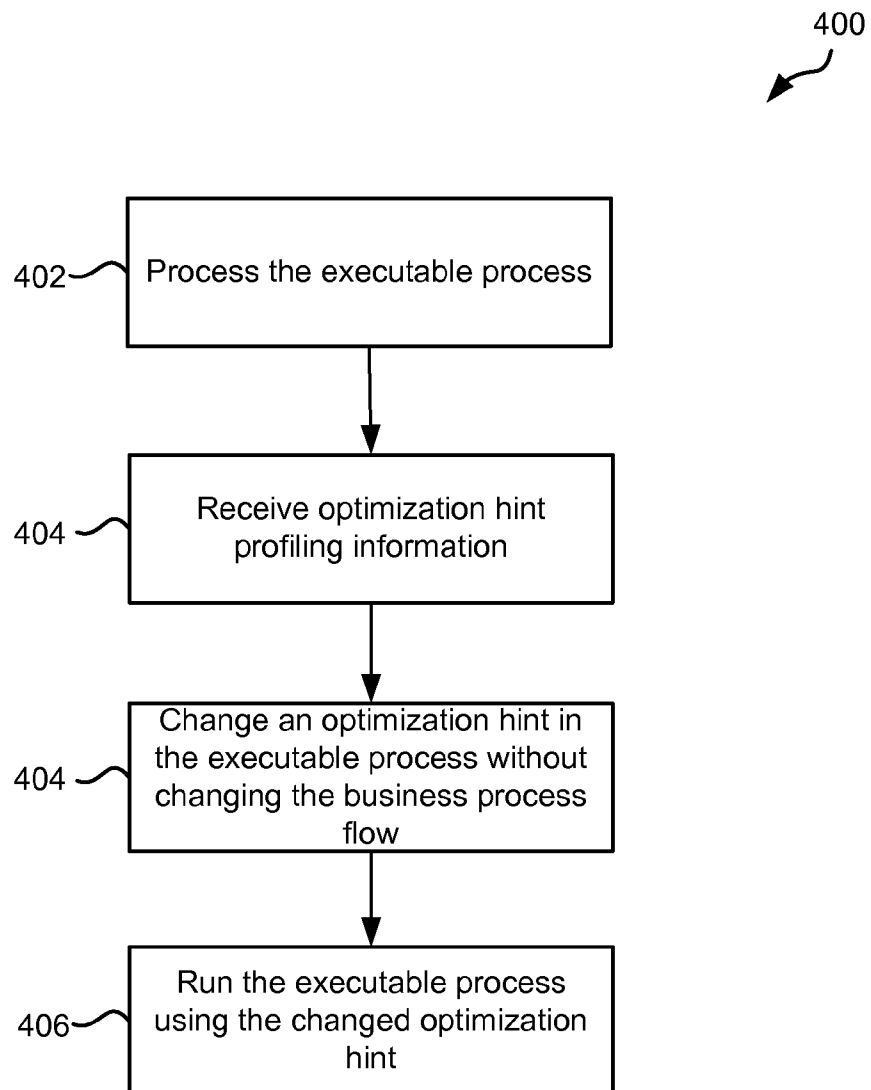 400
402
Process the executable process
404
Receive optimization hint
profiling information
404
Change an optimization hint in
the executable process without
changing the business process
flow
406
Run the executable process
using the changed optimization
hint